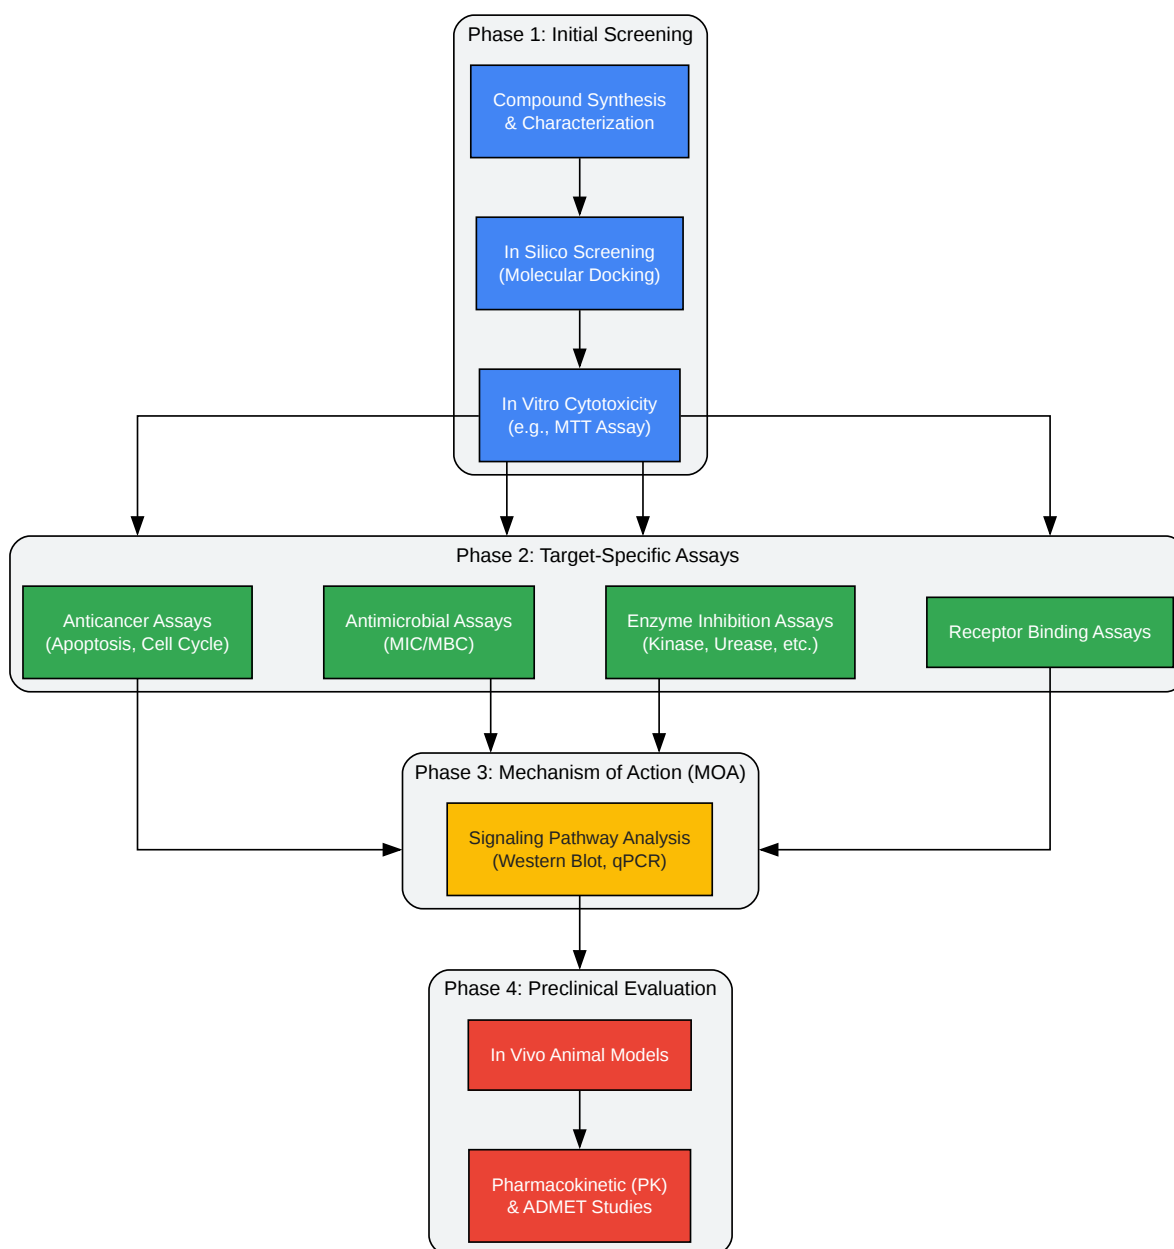 Phase 1: Initial Screening
Compound Synthesis
& Characterization
In Silico Screening
(Molecular Docking)
In Vitro Cytotoxicity
(e.g., MTT Assay)
Phase 2: Target-Specific Assays
Anticancer Assays
(Apoptosis, Cell Cycle)
Antimicrobial Assays
(MIC/MBC)
Enzyme Inhibition Assays
(Kinase, Urease, etc.)
Receptor Binding Assays
Phase 3: Mechanism of Action (MOA)
Signaling Pathway Analysis
(Western Blot, qPCR)
Phase 4: Preclinical Evaluation
In Vivo Animal Models
Pharmacokinetic (PK)
& ADMET Studies